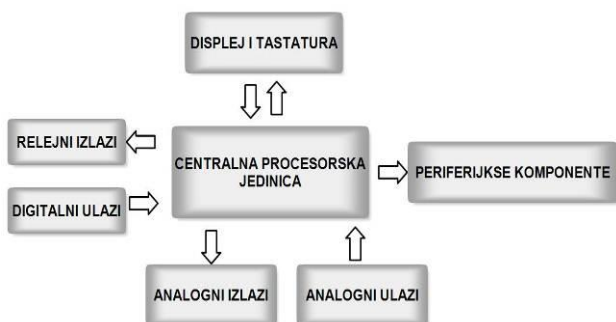 DISPLEJ I TASTATURA
RELEJNI IZLAZI
CENTRALNA PROCESORSKA
JEDINICA
PERIFERIJKSE KOMPONENTE
DIGITALNI ULAZI
ANALOGNI IZLAZI
ANALOGNI ULAZI